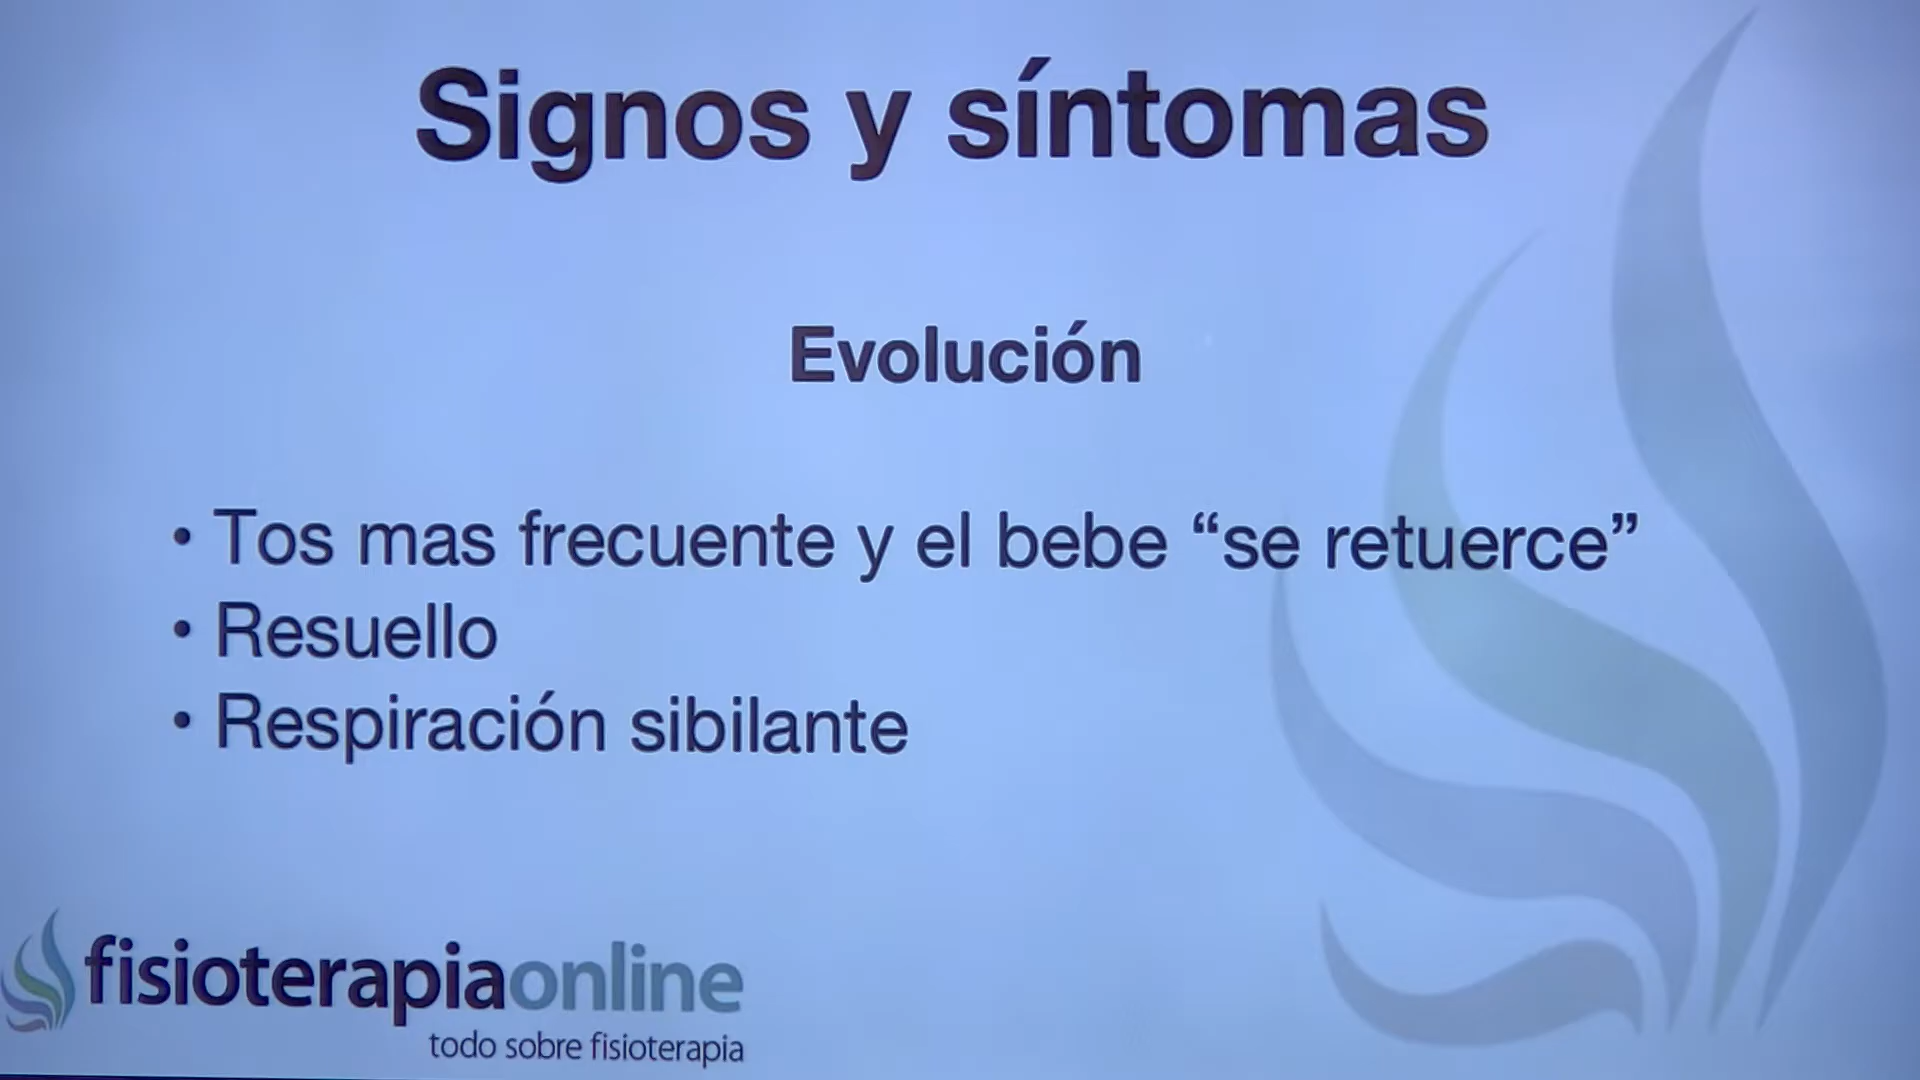 Signos y síntomas
Evolución
• Tos mas frecuente y el bebe “se retuerce”
• Resuello
• Respiración sibilante
fisioterapiaonline
todo sobre fisioterapia